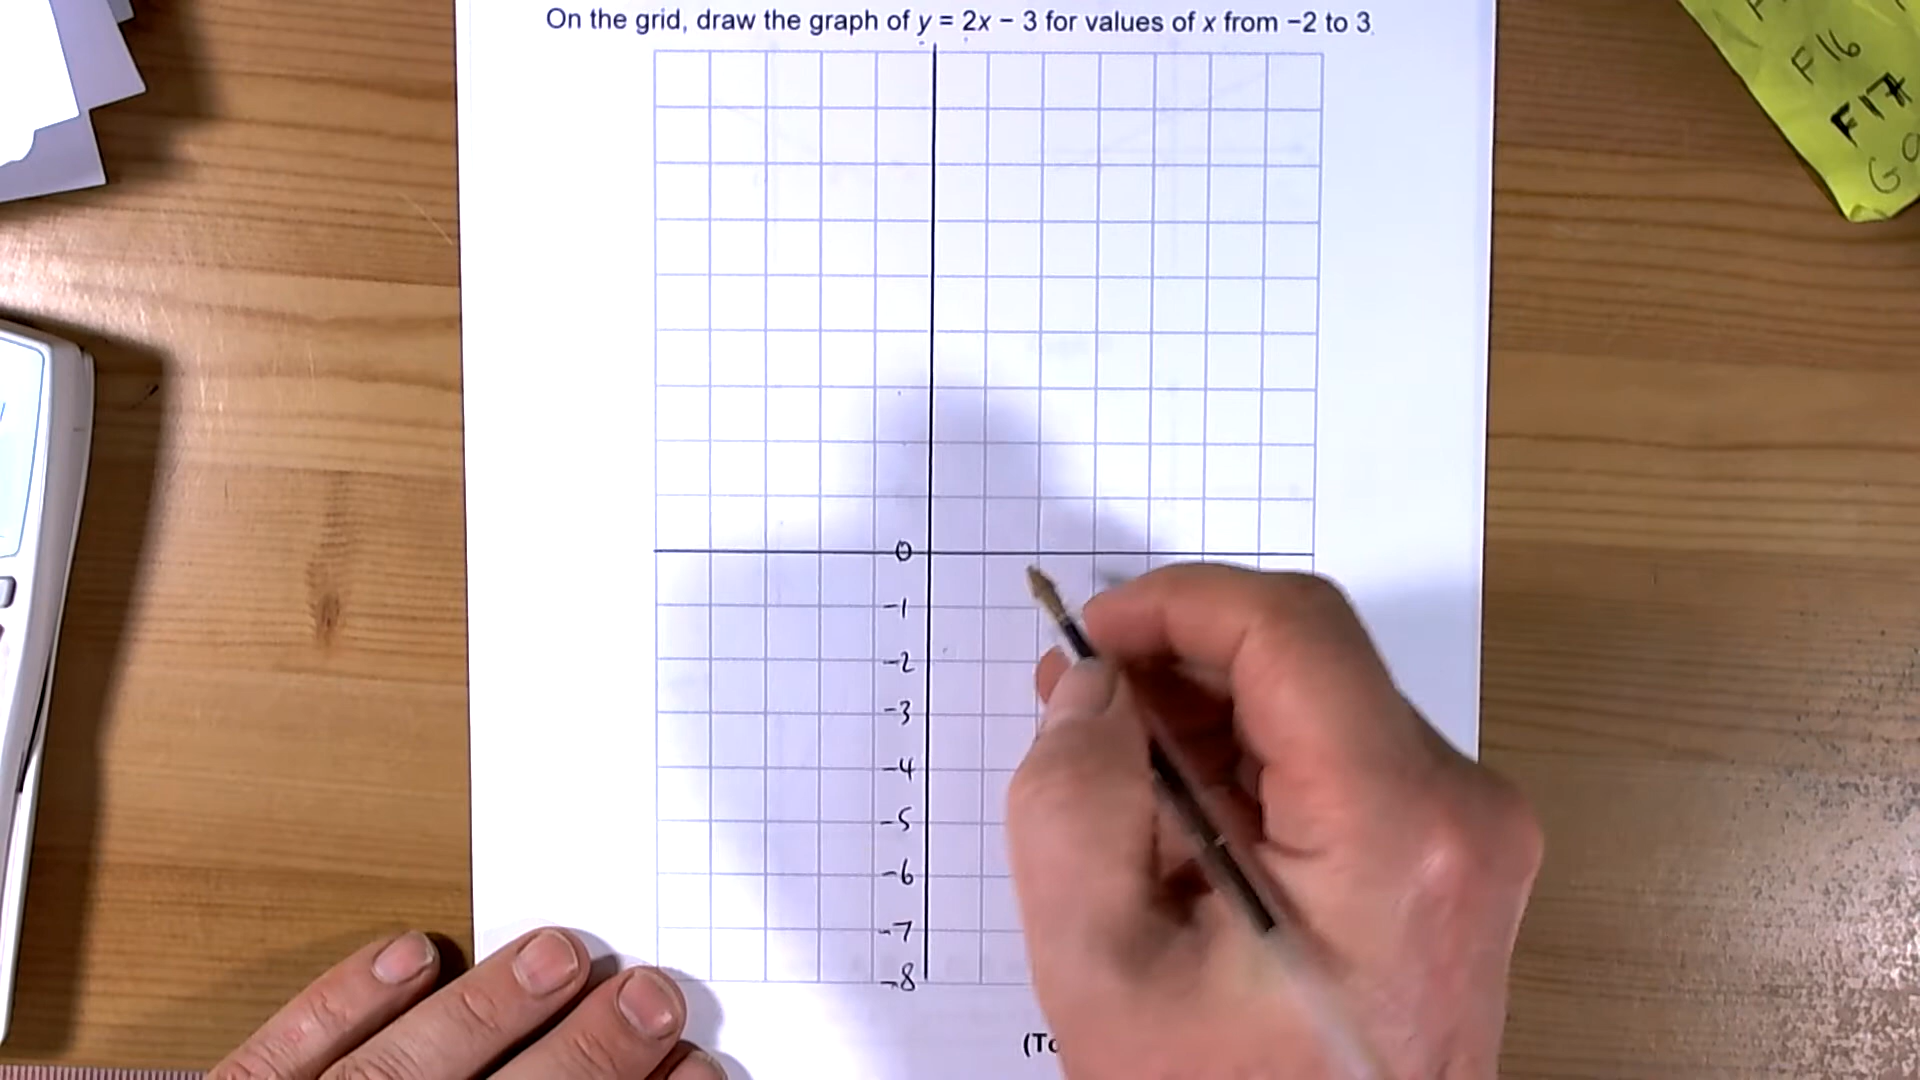 On the grid, draw the graph of y = 2x − 3 for values of x from −2 to 3.
F16
F17
G
0
-1
-2
-3
-4
-5
-6
-7
-8